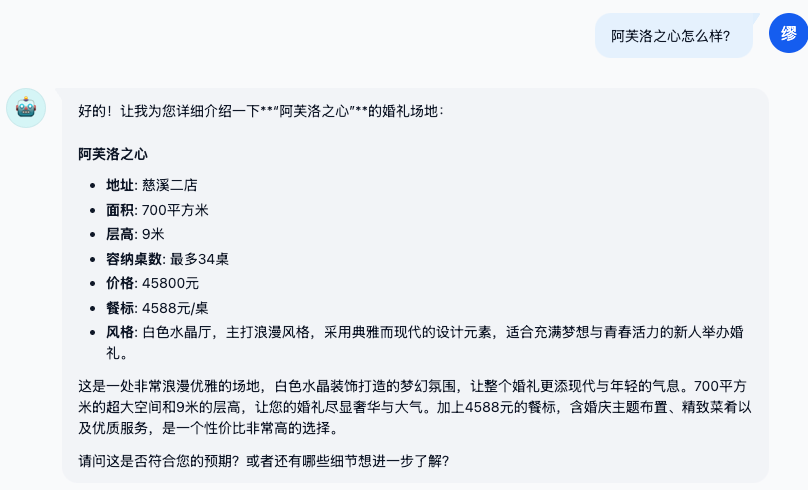 阿芙洛之心怎么样?
缪
好的！让我为您详细介绍一下**“阿芙洛之心”**的婚礼场地：
阿芙洛之心
• 地址: 慈溪二店
• 面积: 700平方米
• 层高: 9米
• 容纳桌数: 最多34桌
• 价格: 45800元
• 餐标: 4588元/桌
• 风格: 白色水晶厅，主打浪漫风格，采用典雅而现代的设计元素，适合充满梦想与青春活力的新人举办婚
礼。
这是一处非常浪漫优雅的场地，白色水晶装饰打造的梦幻氛围，让整个婚礼更添现代与年轻的气息。700平方
米的超大空间和9米的层高，让您的婚礼尽显奢华与大气。加上4588元的餐标，含婚庆主题布置、精致菜肴以
及优质服务，是一个性价比非常高的选择。
请问这是否符合您的预期？或者还有哪些细节想进一步了解？